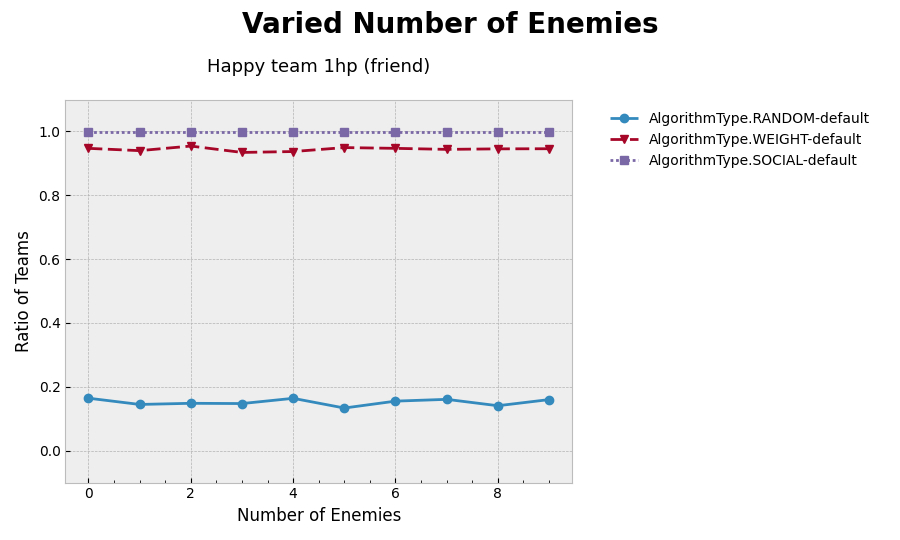 Varied Number of Enemies
Happy team 1hp (friend)
AlgorithmType.RANDOM-default
AlgorithmType.WEIGHT-default
AlgorithmType.SOCIAL-default
Ratio of Teams
1.0
0.8
0.6
0.4
0.2
0.0
0 2 4 6 8
Number of Enemies